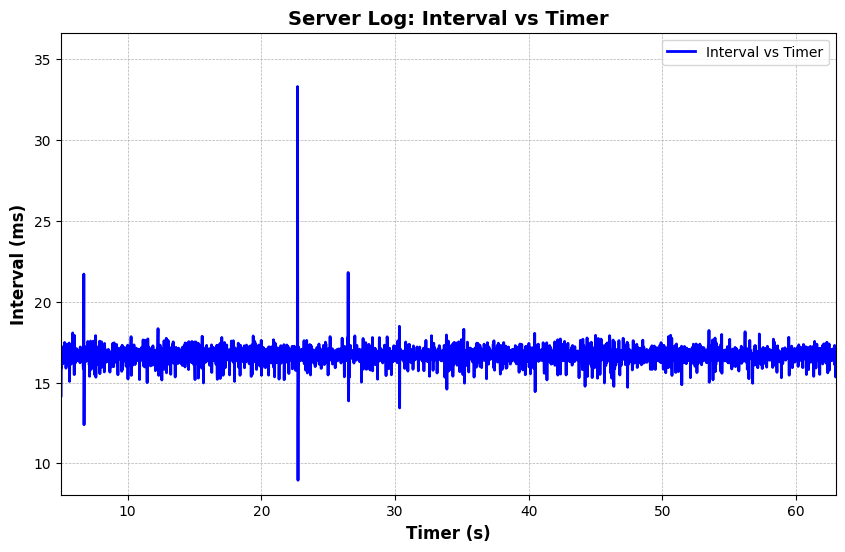 Server Log: Interval vs Timer
Interval vs Timer
35
30
25
20
15
10
Interval (ms)
10 20 30 40 50 60
Timer (s)